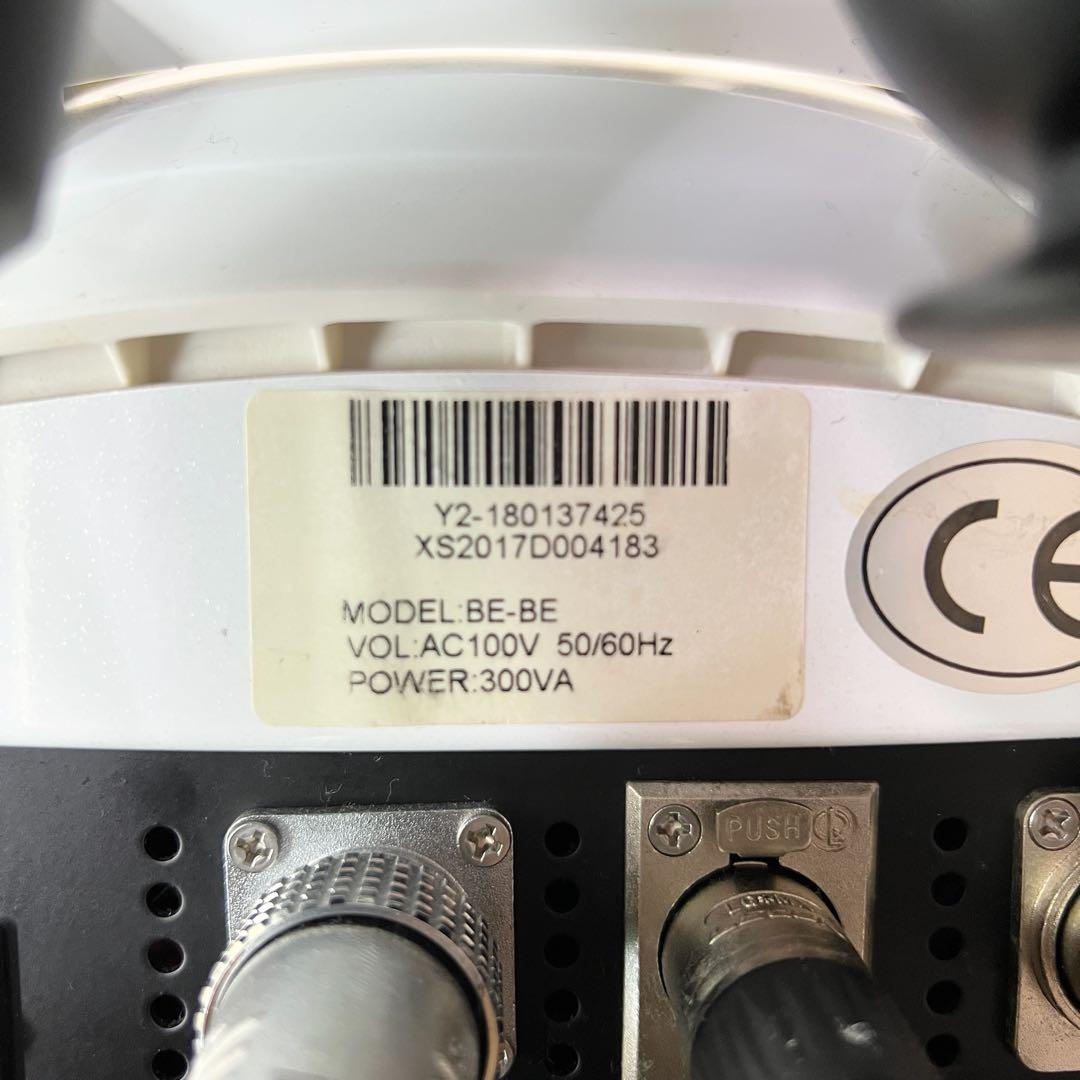 Y2-180137425
XS2017D004183
MODEL:BE-BE
VOL:AC100V 50/60Hz
POWER:300VA
CE
PUSH